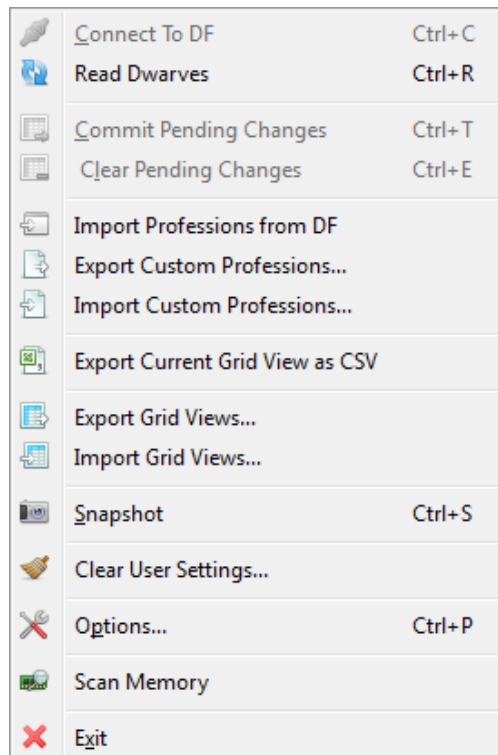 Connect To DF Ctrl+C
Read Dwarves Ctrl+R
Commit Pending Changes Ctrl+T
Clear Pending Changes Ctrl+E
Import Professions from DF
Export Custom Professions...
Import Custom Professions...
Export Current Grid View as CSV
Export Grid Views...
Import Grid Views...
Snapshot Ctrl+S
Clear User Settings...
Options... Ctrl+P
Scan Memory
Exit